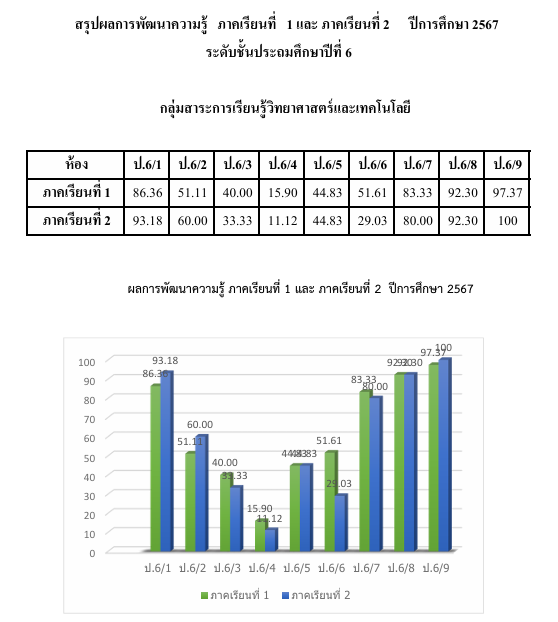 สรุปผลการพัฒนาความรู้ ภาคเรียนที่ 1 และ ภาคเรียนที่ 2 ปีการศึกษา 2567
ระดับชั้นประถมศึกษาปีที่ 6
กลุ่มสาระการเรียนรู้วิทยาศาสตร์และเทคโนโลยี
ห้อง ป.6/1 ป.6/2 ป.6/3 ป.6/4 ป.6/5 ป.6/6 ป.6/7 ป.6/8 ป.6/9
ภาคเรียนที่ 1 86.36 51.11 40.00 15.90 44.83 51.61 83.33 92.30 97.37
ภาคเรียนที่ 2 93.18 60.00 33.33 11.12 44.83 29.03 80.00 92.30 100
ผลการพัฒนาความรู้ ภาคเรียนที่ 1 และ ภาคเรียนที่ 2 ปีการศึกษา 2567
100
90
80
70
60
50
40
30
20
10
0
86.36 93.18
51.11 60.00
40.00 33.33
15.90 11.12
44.83 44.83
51.61 29.03
83.33 80.00
92.30 92.30
97.37 100
ป.6/1 ป.6/2 ป.6/3 ป.6/4 ป.6/5 ป.6/6 ป.6/7 ป.6/8 ป.6/9
ภาคเรียนที่ 1 ภาคเรียนที่ 2